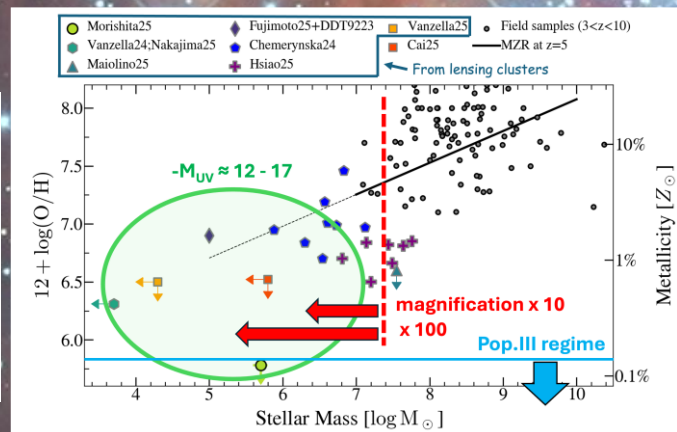 Morishita25
Vanzella24;Nakajima25
Maiolino25
Fujimoto25+DDT9223
Chemerynska24
Hsiao25
Vanzella25
Cai25
Field samples (3<z<10)
MZR at z=5
From lensing clusters
-M_UV ≈ 12 - 17
8.0
7.5
7.0
6.5
6.0
12 + log(O/H)
10%
1%
0.1%
Metallicity [Z⊙]
magnification x 10
x 100
Pop.III regime
4
5
6
7
8
9
10
Stellar Mass [log M⊙]